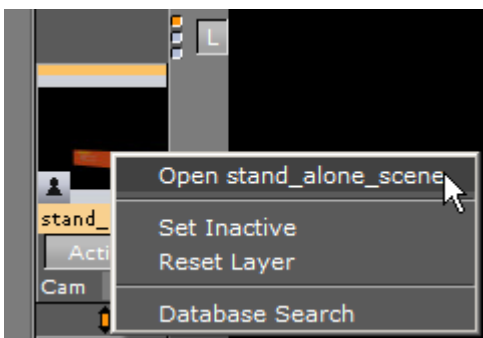 L
Open stand_alone_scene
stand_
Set Inactive
Acti
Reset Layer
Cam
Database Search